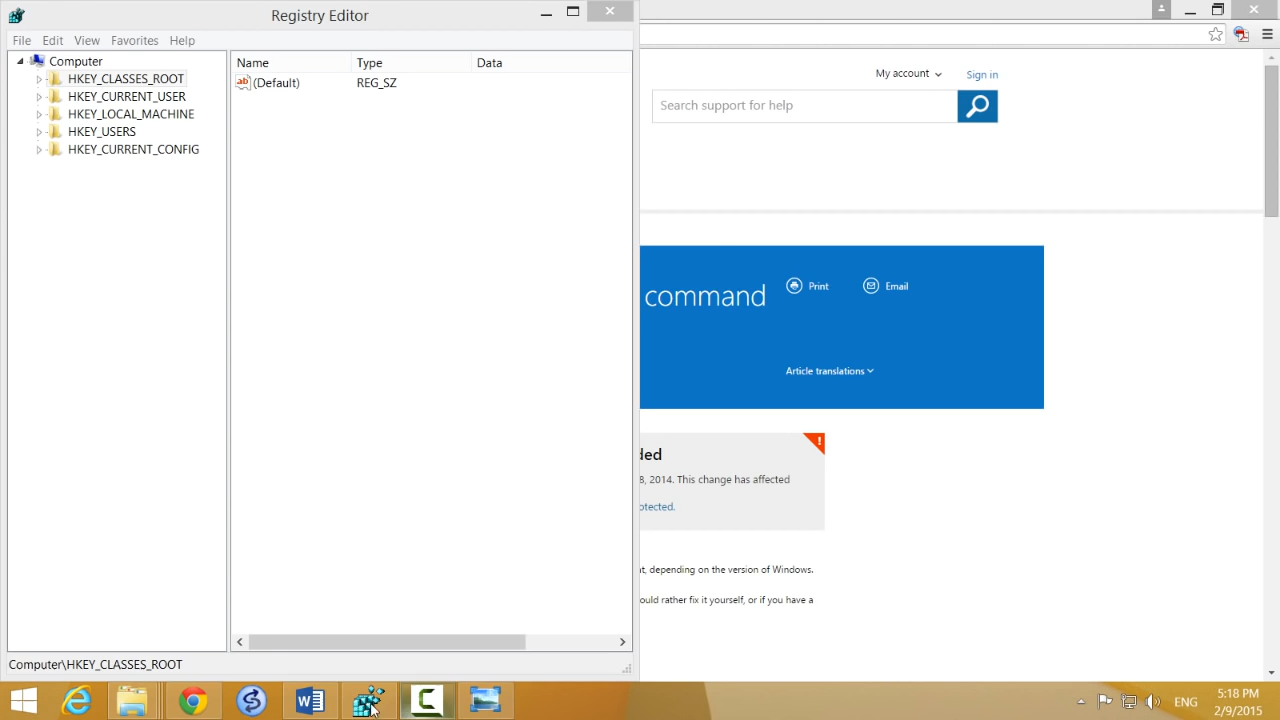 Registry Editor
File Edit View Favorites Help
Computer
HKEY_CLASSES_ROOT
HKEY_CURRENT_USER
HKEY_LOCAL_MACHINE
HKEY_USERS
HKEY_CURRENT_CONFIG
Name Type Data
ab (Default) REG_SZ
Computer\HKEY_CLASSES_ROOT
My account Sign in
Search support for help
command
Print Email
Article translations
ded
8, 2014. This change has affected
otected.
t, depending on the version of Windows.
ould rather fix it yourself, or if you have a
ENG
5:18 PM
2/9/2015